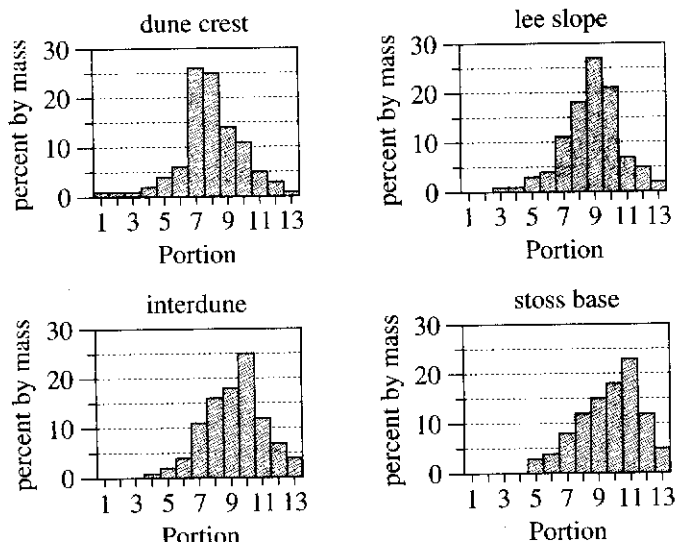 dune crest
percent by mass
30
20
10
0
1 3 5 7 9 11 13
Portion
lee slope
percent by mass
30
20
10
0
1 3 5 7 9 11 13
Portion
interdune
percent by mass
30
20
10
0
1 3 5 7 9 11 13
Portion
stoss base
percent by mass
30
20
10
0
1 3 5 7 9 11 13
Portion